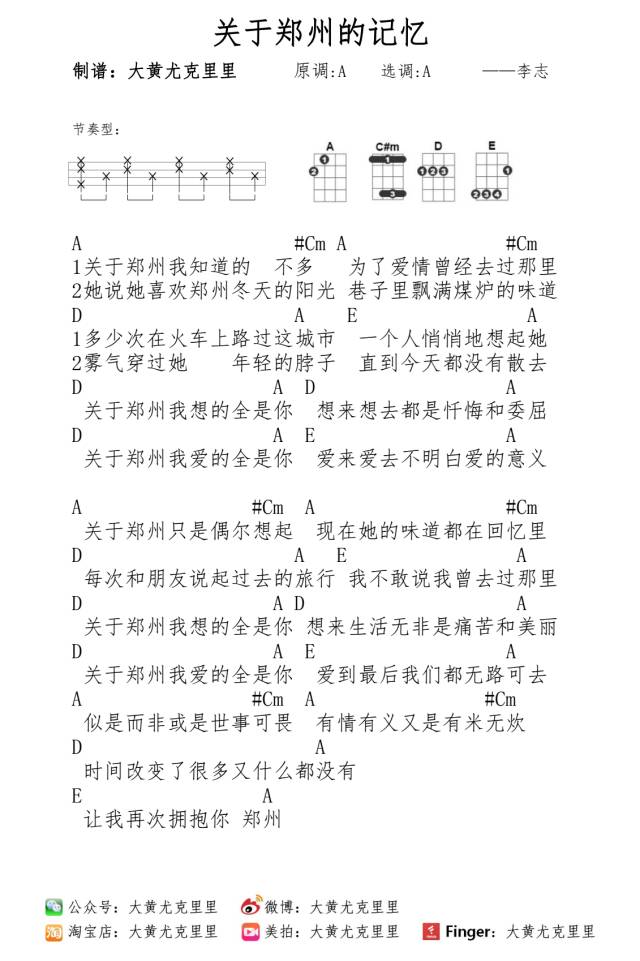 关于郑州的记忆
制谱：大黄尤克里里 原调:A 选调:A ——李志
节奏型：
A C#m D E
A #Cm A #Cm
1关于郑州我知道的 不多 为了爱情曾经去过那里
2她说她喜欢郑州冬天的阳光 巷子里飘满煤炉的味道
D A E A
1多少次在火车上路过这城市 一个人悄悄地想起她
2雾气穿过她 年轻的脖子 直到今天都没有散去
D A D A
关于郑州我想的全是你 想来想去都是忏悔和委屈
D A E A
关于郑州我爱的全是你 爱来爱去不明白爱的意义
A #Cm A #Cm
关于郑州只是偶尔想起 现在她的味道都在回忆里
D A E A
每次和朋友说起过去的旅行 我不敢说我曾去过那里
D A D A
关于郑州我想的全是你 想来生活无非是痛苦和美丽
D A E A
关于郑州我爱的全是你 爱到最后我们都无路可去
A #Cm A #Cm
似是而非或是世事可畏 有情有义又是有米无炊
D A
时间改变了很多又什么都没有
E A
让我再次拥抱你 郑州
公众号：大黄尤克里里 微博：大黄尤克里里
淘宝店：大黄尤克里里 美拍：大黄尤克里里 Finger：大黄尤克里里